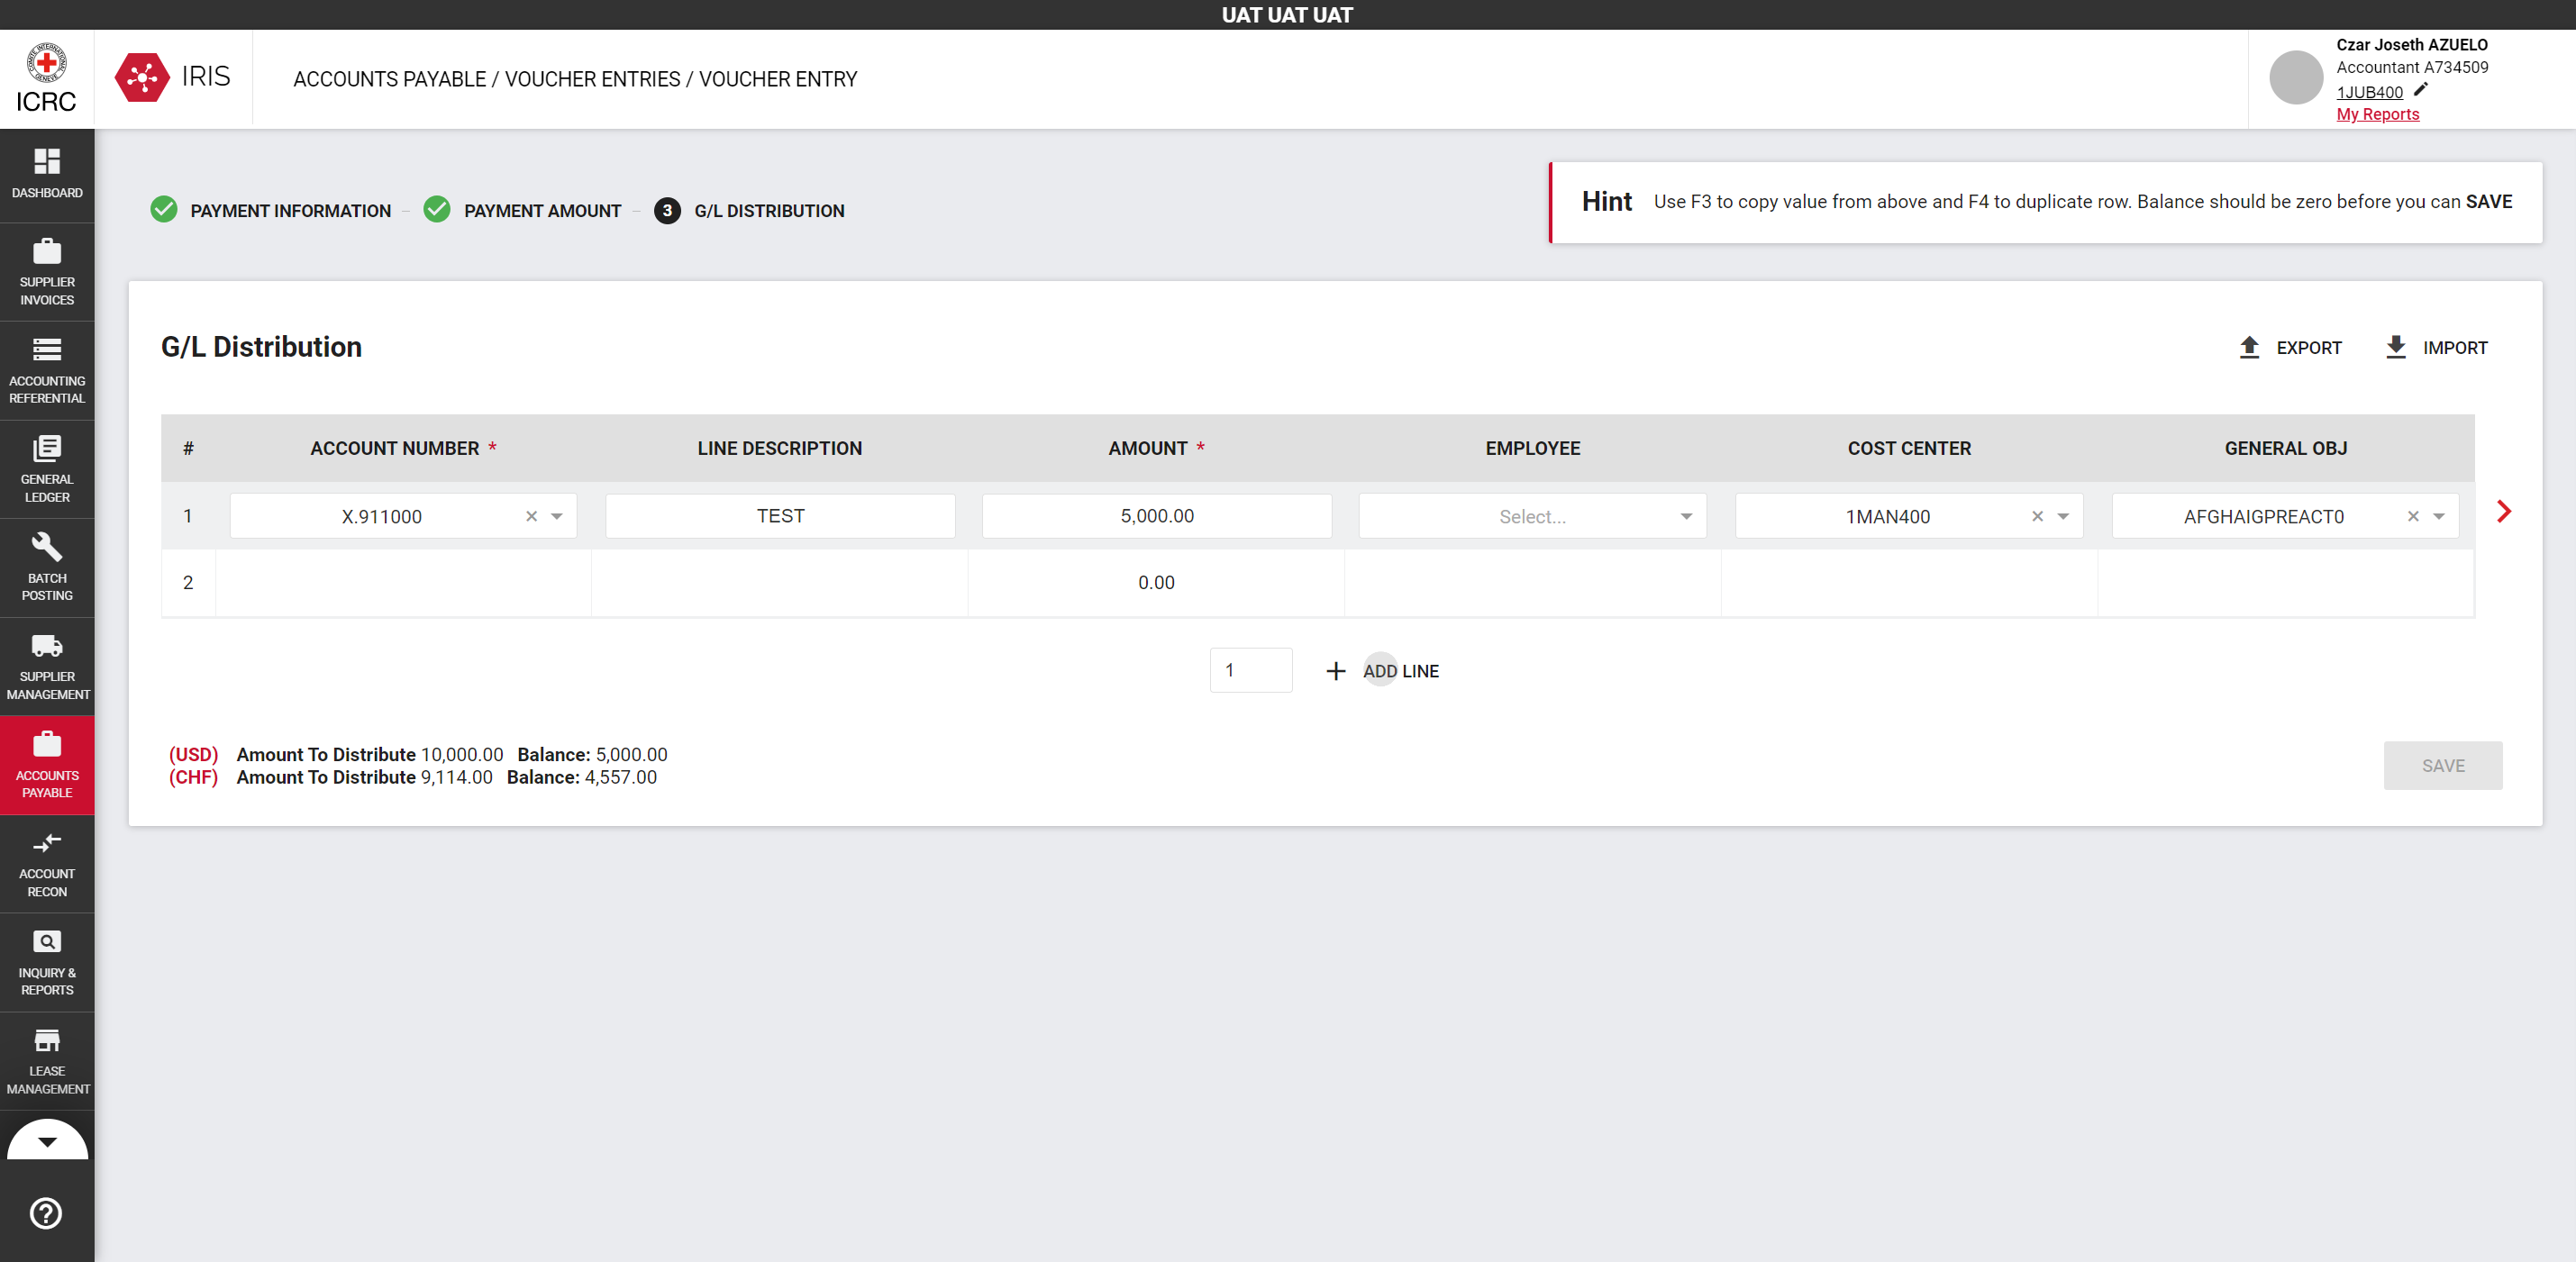 UAT UAT UAT
ICRC
IRIS
ACCOUNTS PAYABLE / VOUCHER ENTRIES / VOUCHER ENTRY
Czar Joseth AZUELO
Accountant A734509
1JUB400
My Reports
DASHBOARD
SUPPLIER
INVOICES
ACCOUNTING
REFERENTIAL
GENERAL
LEDGER
BATCH
POSTING
SUPPLIER
MANAGEMENT
ACCOUNTS
PAYABLE
ACCOUNT
RECON
INQUIRY &
REPORTS
LEASE
MANAGEMENT
PAYMENT INFORMATION – PAYMENT AMOUNT – 3 G/L DISTRIBUTION
Hint Use F3 to copy value from above and F4 to duplicate row. Balance should be zero before you can SAVE
G/L Distribution
EXPORT IMPORT
# ACCOUNT NUMBER * LINE DESCRIPTION AMOUNT * EMPLOYEE COST CENTER GENERAL OBJ
1 X.911000 TEST 5,000.00 Select... 1MAN400 AFGHAIGPREACT0
2 0.00
1 + ADD LINE
(USD) Amount To Distribute 10,000.00 Balance: 5,000.00
(CHF) Amount To Distribute 9,114.00 Balance: 4,557.00
SAVE